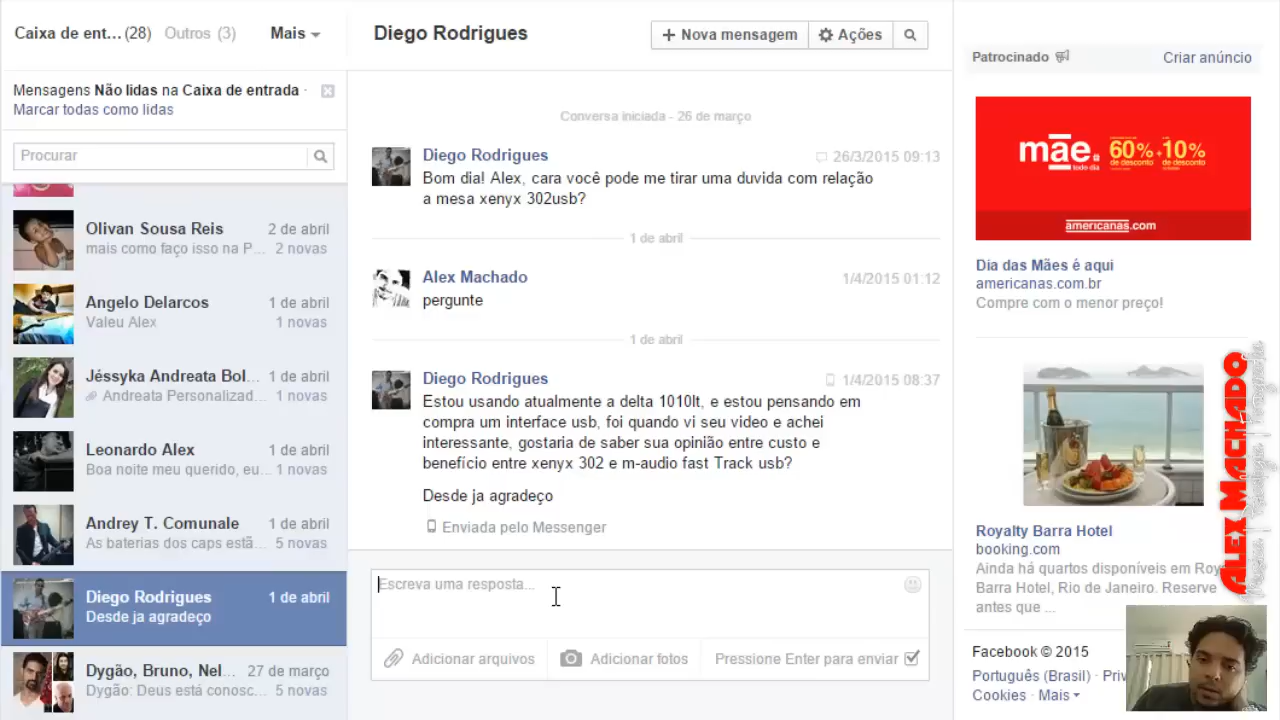 Caixa de ent... (28) Outros (3) Mais
Mensagens Não lidas na Caixa de entrada ·
Marcar todas como lidas
Procurar
Olivan Sousa Reis 2 de abril
mais como faço isso na P... 2 novas
Angelo Delarcos 1 de abril
Valeu Alex 1 novas
Jéssyka Andreata Bol... 1 de abril
Andreata Personalizad... 1 novas
Leonardo Alex 1 de abril
Boa noite meu querido, eu... 1 novas
Andrey T. Comunale 1 de abril
As baterias dos caps estã... 5 novas
Diego Rodrigues 1 de abril
Desde ja agradeço
Dygão, Bruno, Nel... 27 de março
Dygão: Deus está conosc... 5 novas
Diego Rodrigues
Nova mensagem Ações
Conversa iniciada - 26 de março
Diego Rodrigues 26/3/2015 09:13
Bom dia! Alex, cara você pode me tirar uma duvida com relação
a mesa xenyx 302usb?
1 de abril
Alex Machado 1/4/2015 01:12
pergunte
1 de abril
Diego Rodrigues 1/4/2015 08:37
Estou usando atualmente a delta 1010lt, e estou pensando em
compra um interface usb, foi quando vi seu video e achei
interessante, gostaria de saber sua opinião entre custo e
benefício entre xenyx 302 e m-audio fast Track usb?
Desde ja agradeço
Enviada pelo Messenger
Escreva uma resposta...
Adicionar arquivos Adicionar fotos Pressione Enter para enviar
Patrocinado Criar anúncio
mãe. 60% +10%
todo dia de desconto de desconto
americanas.com
Dia das Mães é aqui
americanas.com.br
Compre com o menor preço!
Royalty Barra Hotel
booking.com
Ainda há quartos disponíveis em Roy
Barra Hotel, Rio de Janeiro. Reserve
antes que ...
Facebook © 2015
Português (Brasil) · Priv
Cookies · Mais
ALEX MACHADO